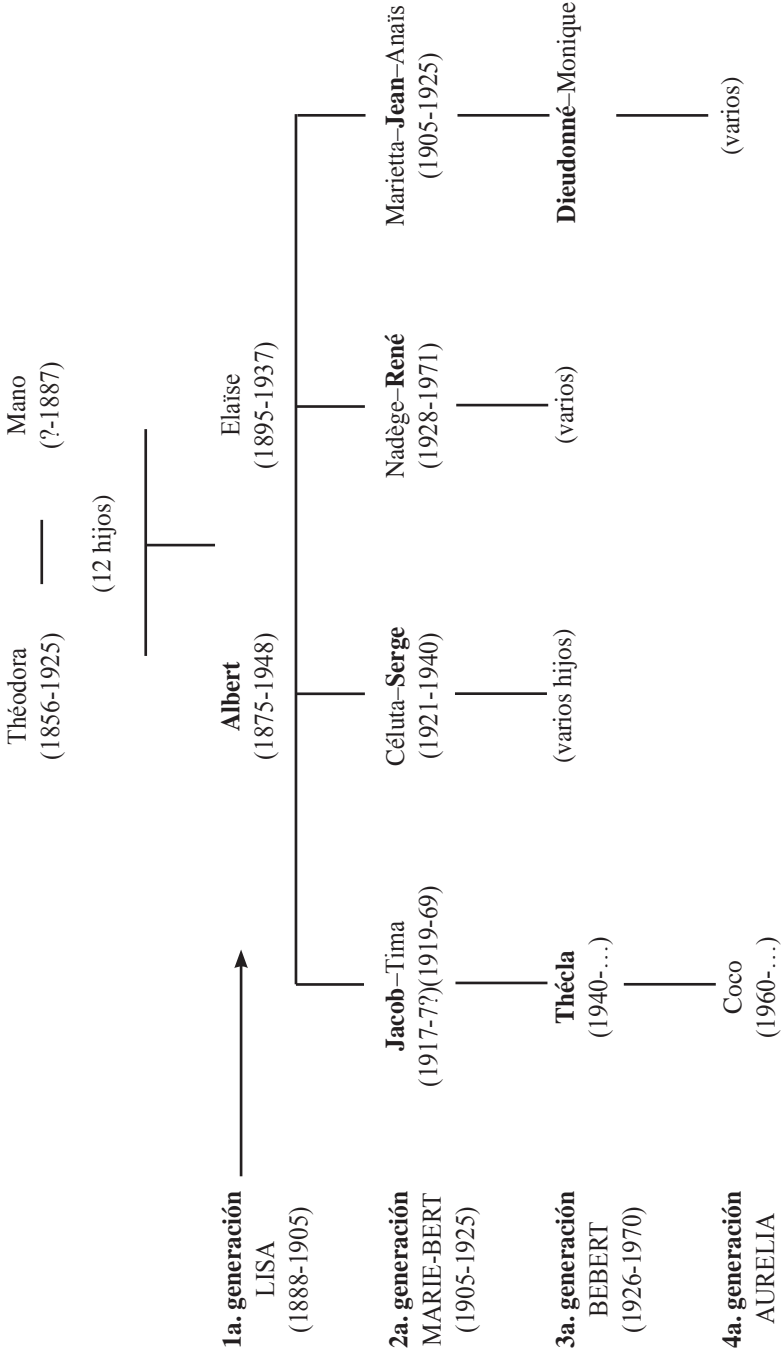 Théodora
(1856-1925)
Mano
(?-1887)
(12 hijos)
1a. generación
LISA
(1888-1905)
Albert
(1875-1948)
Elaïse
(1895-1937)
2a. generación
MARIE-BERT
(1905-1925)
Jacob–Tima
(1917-7?)(1919-69)
Céluta–Serge
(1921-1940)
Nadège–René
(1928-1971)
Marietta–Jean–Anaïs
(1905-1925)
3a. generación
BEBERT
(1926-1970)
Thécla
(1940-…)
(varios hijos)
(varios)
Dieudonné–Monique
4a. generación
AURELIA
Coco
(1960-…)
(varios)